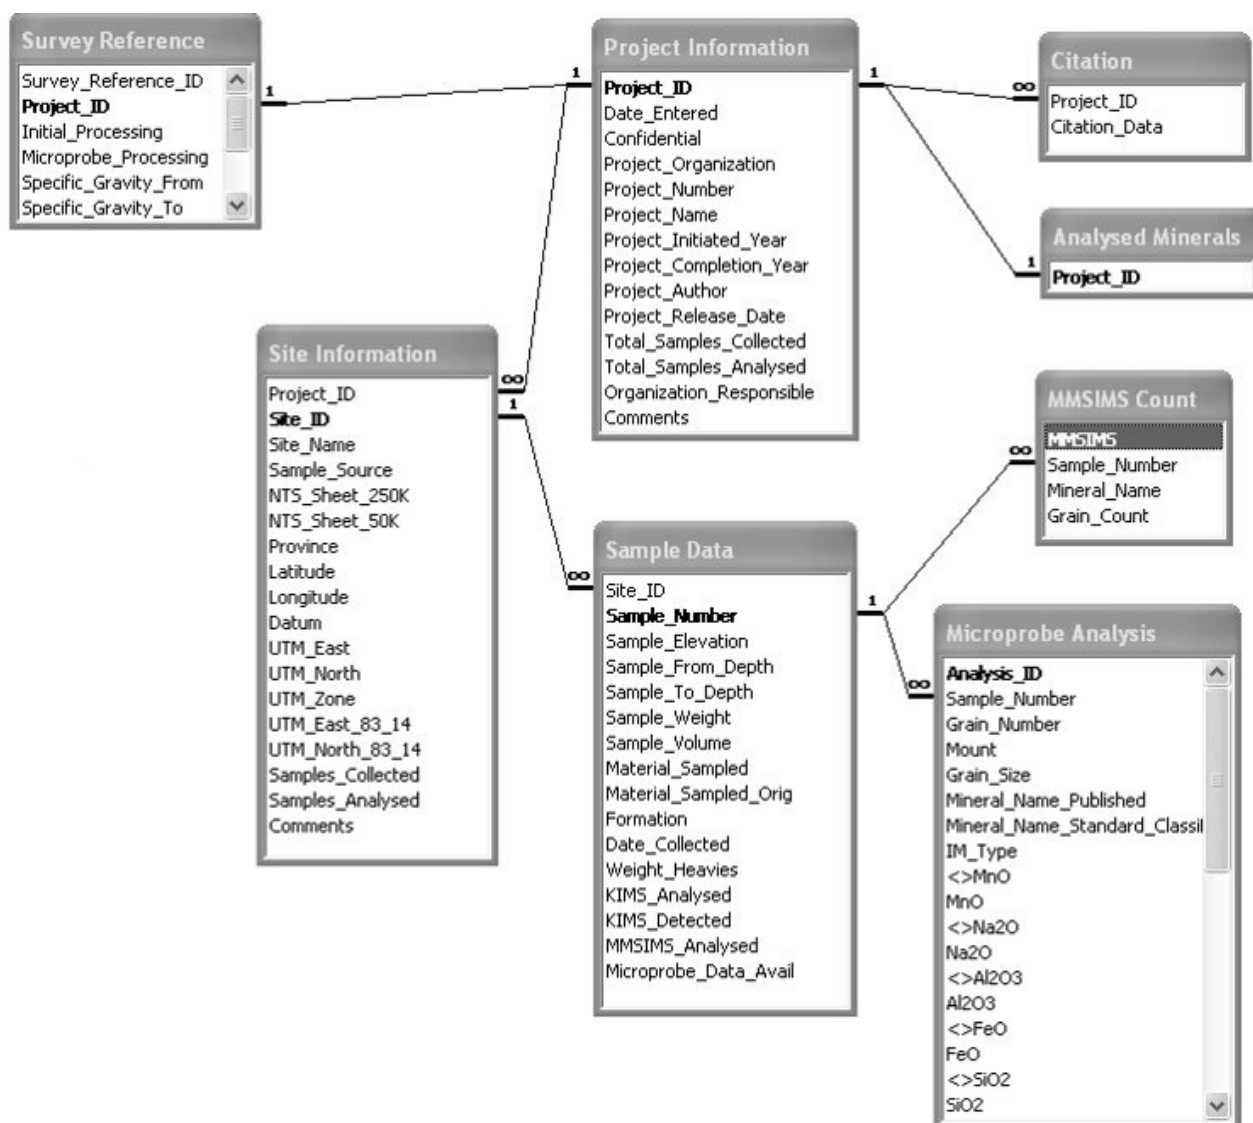 Survey Reference
Survey_Reference_ID
Project_ID
Initial_Processing
Microprobe_Processing
Specific_Gravity_From
Specific_Gravity_To
1
1
Project Information
Project_ID
Date_Entered
Confidential
Project_Organization
Project_Number
Project_Name
Project_Initiated_Year
Project_Completion_Year
Project_Author
Project_Release_Date
Total_Samples_Collected
Total_Samples_Analysed
Organization_Responsible
Comments
1
∞
Citation
Project_ID
Citation_Data
1
Analysed Minerals
Project_ID
Site Information
Project_ID
Site_ID
Site_Name
Sample_Source
NTS_Sheet_250K
NTS_Sheet_50K
Province
Latitude
Longitude
Datum
UTM_East
UTM_North
UTM_Zone
UTM_East_83_14
UTM_North_83_14
Samples_Collected
Samples_Analysed
Comments
∞
1
∞
Sample Data
Site_ID
Sample_Number
Sample_Elevation
Sample_From_Depth
Sample_To_Depth
Sample_Weight
Sample_Volume
Material_Sampled
Material_Sampled_Orig
Formation
Date_Collected
Weight_Heavies
KIMS_Analysed
KIMS_Detected
MMSIMS_Analysed
Microprobe_Data_Avail
1
∞
MMSIMS Count
MMSIMS
Sample_Number
Mineral_Name
Grain_Count
∞
Microprobe Analysis
Analysis_ID
Sample_Number
Grain_Number
Mount
Grain_Size
Mineral_Name_Published
Mineral_Name_Standard_Classif
IM_Type
<>MnO
MnO
<>Na2O
Na2O
<>Al2O3
Al2O3
<>FeO
FeO
<>SiO2
SiO2